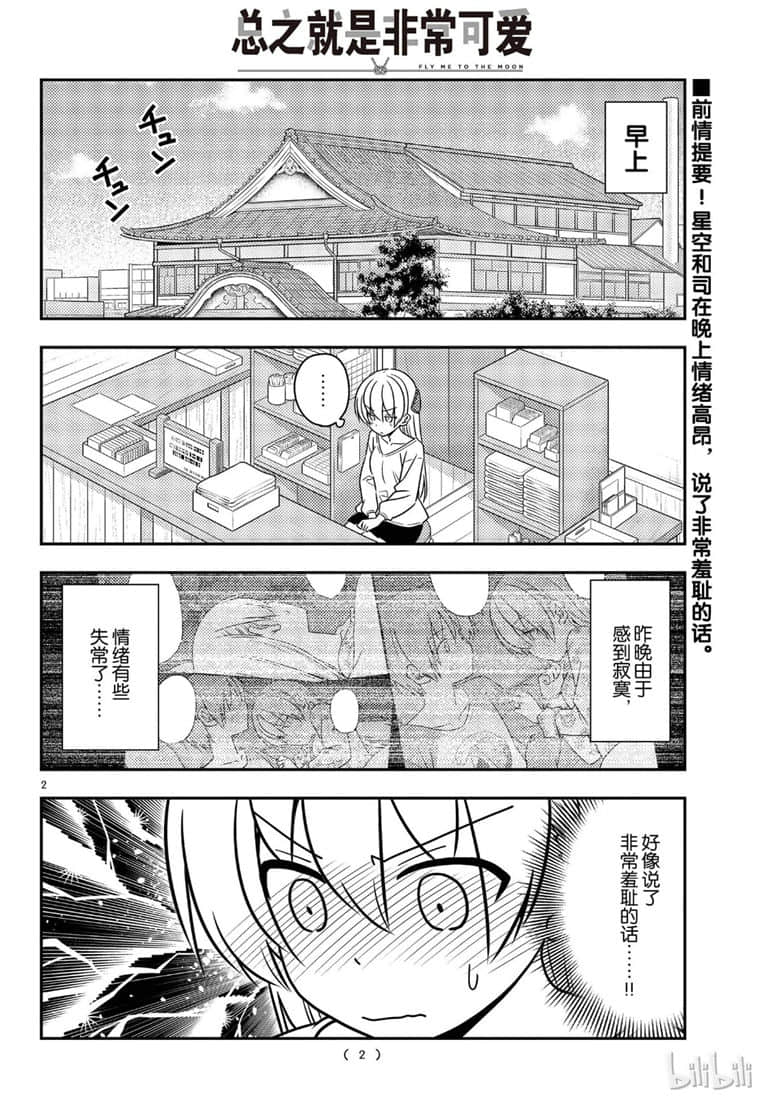 总之就是非常可爱
FLY ME TO THE MOON
■前情提要！星空和司在晚上情绪高昂，说了非常羞耻的话。
早上
チュン
チュン
……
昨晚由于
感到寂寞，
情绪有些
失常了……
2
好像说了
非常羞耻的话……!!
( 2 )
bilibili